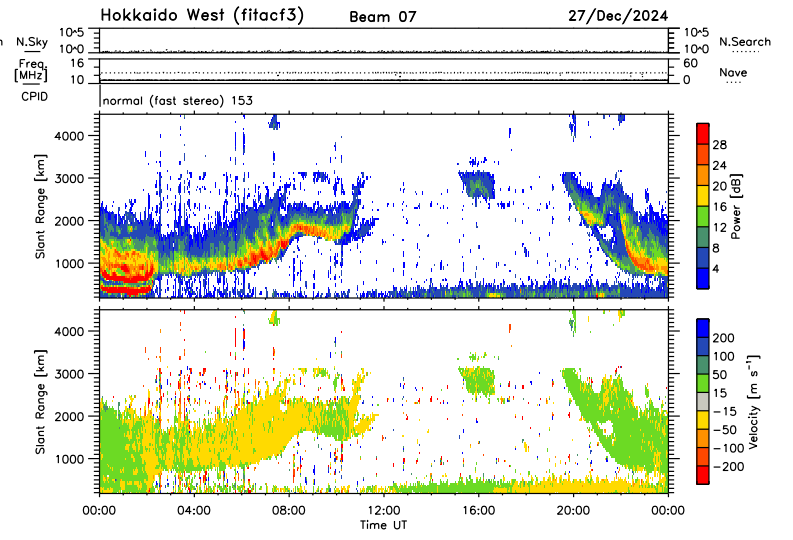 Hokkaido West (fitacf3) Beam 07 27/Dec/2024
n N.Sky 10^5 10^5 N.Search
10^0 10^0
Freq. 16 60 Nave
[MHz] 10 0
CPID normal (fast stereo) 153
Slant Range [km]
4000
3000
2000
1000
28
24
20
16
12
8
4
Power [dB]
Slant Range [km]
4000
3000
2000
1000
200
100
50
15
-15
-50
-100
-200
Velocity [m s⁻¹]
00:00 04:00 08:00 12:00 16:00 20:00 00:00
Time UT